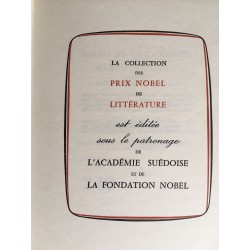 LA COLLECTION
DES
PRIX NOBEL
DE
LITTÉRATURE
est éditée
sous le patronage
DE
L'ACADÉMIE SUÉDOISE
ET DE
LA FONDATION NOBEL